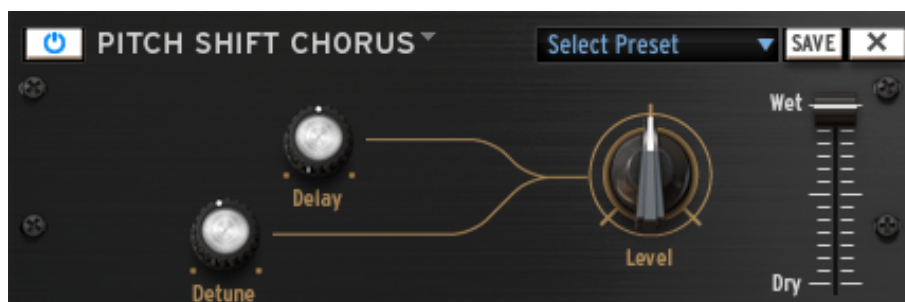 PITCH SHIFT CHORUS Select Preset SAVE X
Wet
Delay
Level
Dry
Detune